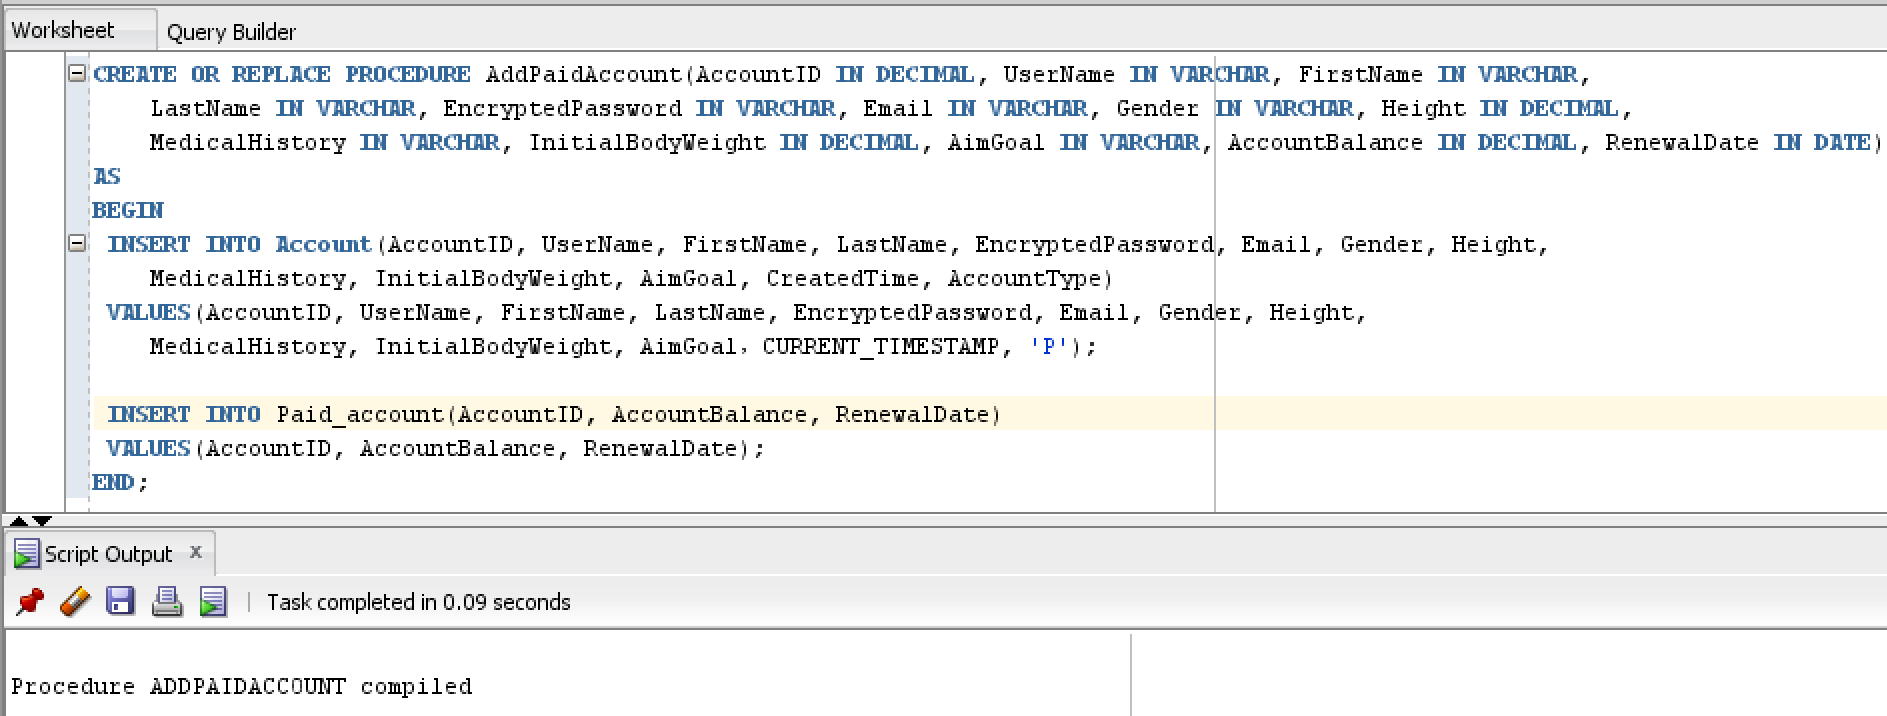 Worksheet Query Builder
CREATE OR REPLACE PROCEDURE AddPaidAccount(AccountID IN DECIMAL, UserName IN VARCHAR, FirstName IN VARCHAR,
LastName IN VARCHAR, EncryptedPassword IN VARCHAR, Email IN VARCHAR, Gender IN VARCHAR, Height IN DECIMAL,
MedicalHistory IN VARCHAR, InitialBodyWeight IN DECIMAL, AimGoal IN VARCHAR, AccountBalance IN DECIMAL, RenewalDate IN DATE)
AS
BEGIN
INSERT INTO Account(AccountID, UserName, FirstName, LastName, EncryptedPassword, Email, Gender, Height,
MedicalHistory, InitialBodyWeight, AimGoal, CreatedTime, AccountType)
VALUES(AccountID, UserName, FirstName, LastName, EncryptedPassword, Email, Gender, Height,
MedicalHistory, InitialBodyWeight, AimGoal, CURRENT_TIMESTAMP, 'P');
INSERT INTO Paid_account(AccountID, AccountBalance, RenewalDate)
VALUES(AccountID, AccountBalance, RenewalDate);
END;
Script Output x
Task completed in 0.09 seconds
Procedure ADDPAIDACCOUNT compiled